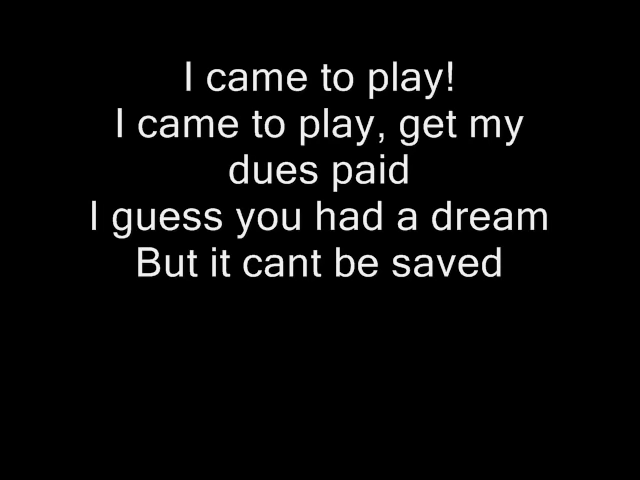 I came to play!
I came to play, get my
dues paid
I guess you had a dream
But it cant be saved